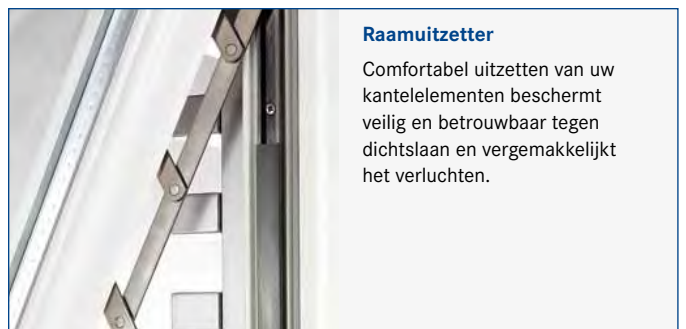 Raamuitzetter
Comfortabel uitzetten van uw
kantelelementen beschermt
veilig en betrouwbaar tegen
dichtslaan en vergemakkelijkt
het verluchten.